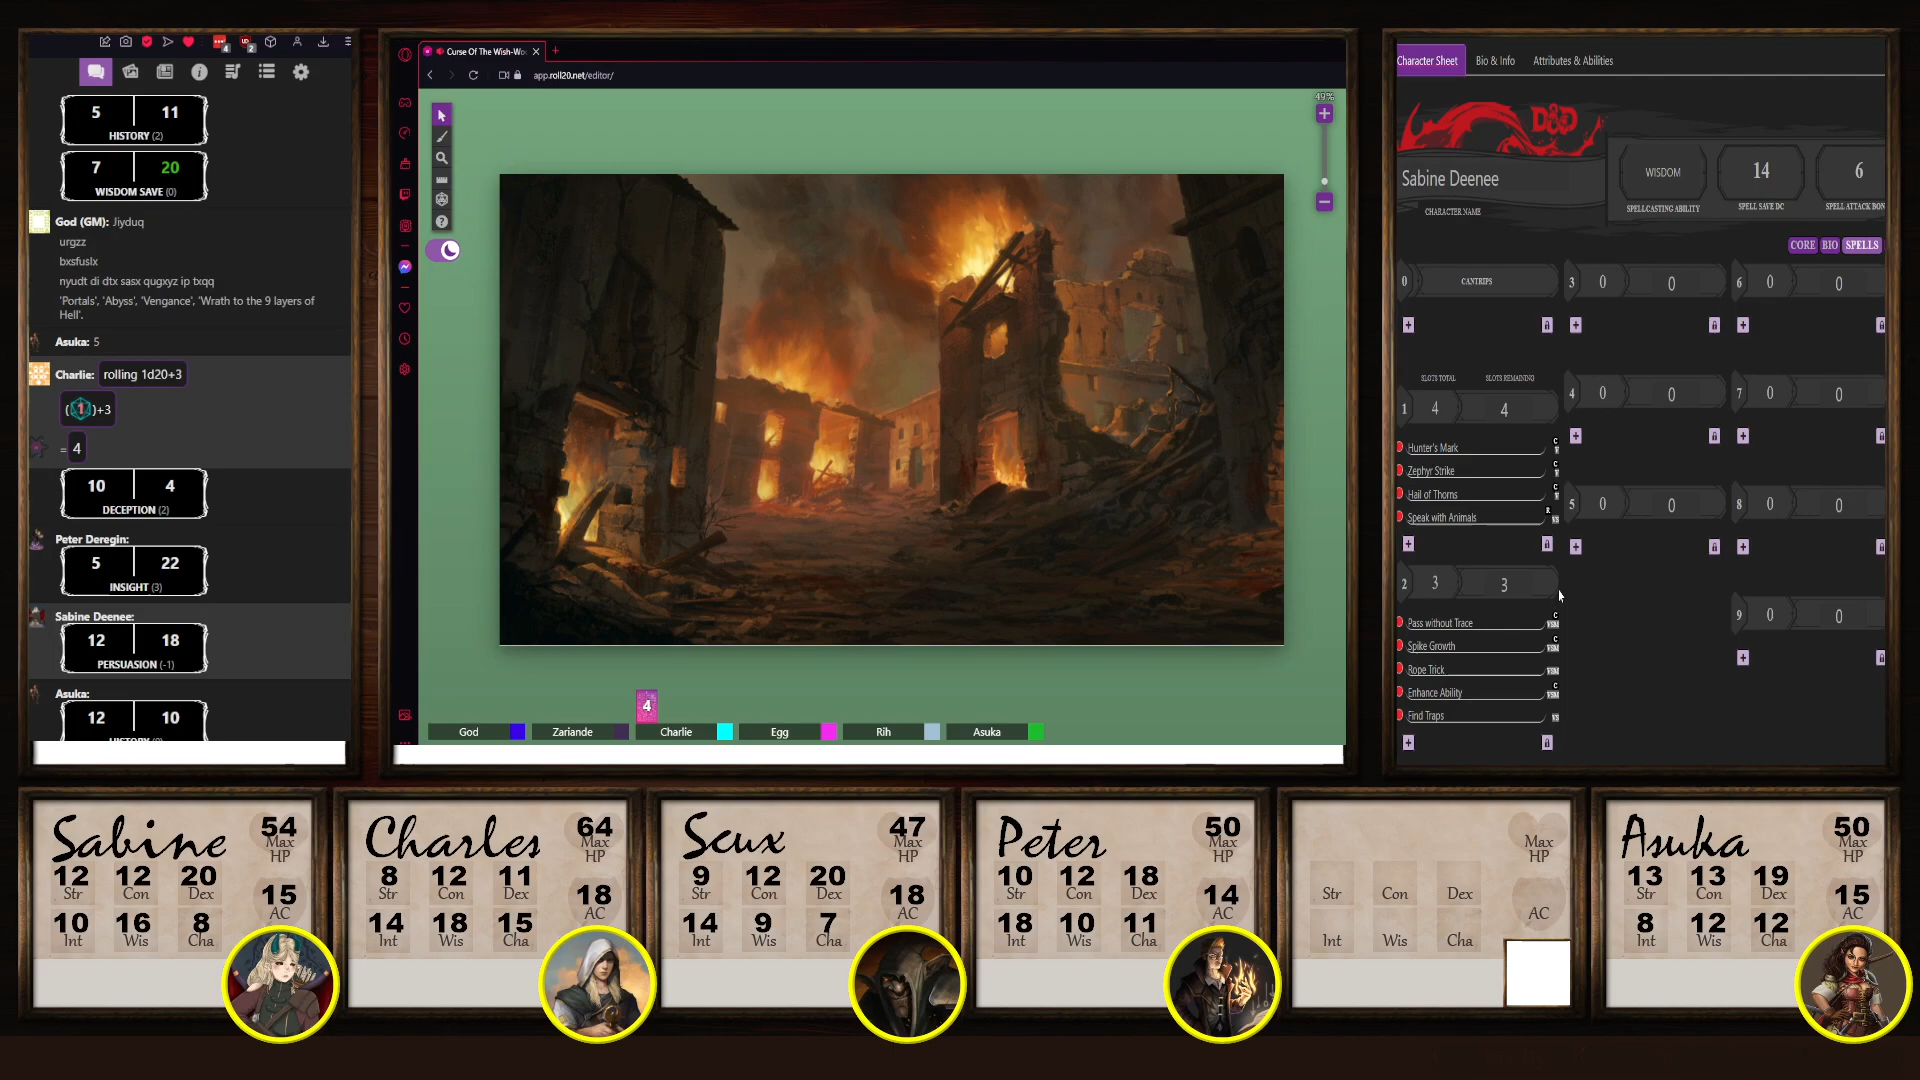 4
2
5 11
HISTORY (2)
7 20
WISDOM SAVE (0)
God (GM): Jiyduq
urgzz
bxsfuslx
nyudt di dtx sasx qugxyz ip txqq
'Portals', 'Abyss', 'Vengance', 'Wrath to the 9 layers of
Hell'.
Asuka: 5
Charlie: rolling 1d20+3
(1)+3
= 4
10 4
DECEPTION (2)
Peter Deregin:
5 22
INSIGHT (3)
Sabine Deenee:
12 18
PERSUASION (-1)
Asuka:
12 10
Curse Of The Wish-Wo
app.roll20.net/editor/
49%
4
God
Zariande
Charlie
Egg
Rih
Asuka
Character Sheet Bio & Info Attributes & Abilities
D&D
Sabine Deenee
CHARACTER NAME
WISDOM 14 6
SPELLCASTING ABILITY SPELL SAVE DC SPELL ATTACK BON
CORE BIO SPELLS
0 CANTRIPS
3 0 0
6 0 0
SLOTS TOTAL SLOTS REMAINING
1 4 4
4 0 0
7 0 0
Hunter's Mark
Zephyr Strike
Hail of Thorns
Speak with Animals
5 0 0
8 0 0
2 3 3
9 0 0
Pass without Trace
Spike Growth
Rope Trick
Enhance Ability
Find Traps
Sabine 54 Max HP
12 Str 12 Con 20 Dex 15 AC
10 Int 16 Wis 8 Cha
Charles 64 Max HP
8 Str 12 Con 11 Dex 18 AC
14 Int 18 Wis 15 Cha
Scux 47 Max HP
9 Str 12 Con 20 Dex 18 AC
14 Int 9 Wis 7 Cha
Peter 50 Max HP
10 Str 12 Con 18 Dex 14 AC
18 Int 10 Wis 11 Cha
Max HP
Str Con Dex AC
Int Wis Cha
Asuka 50 Max HP
13 Str 13 Con 19 Dex 15 AC
8 Int 12 Wis 12 Cha